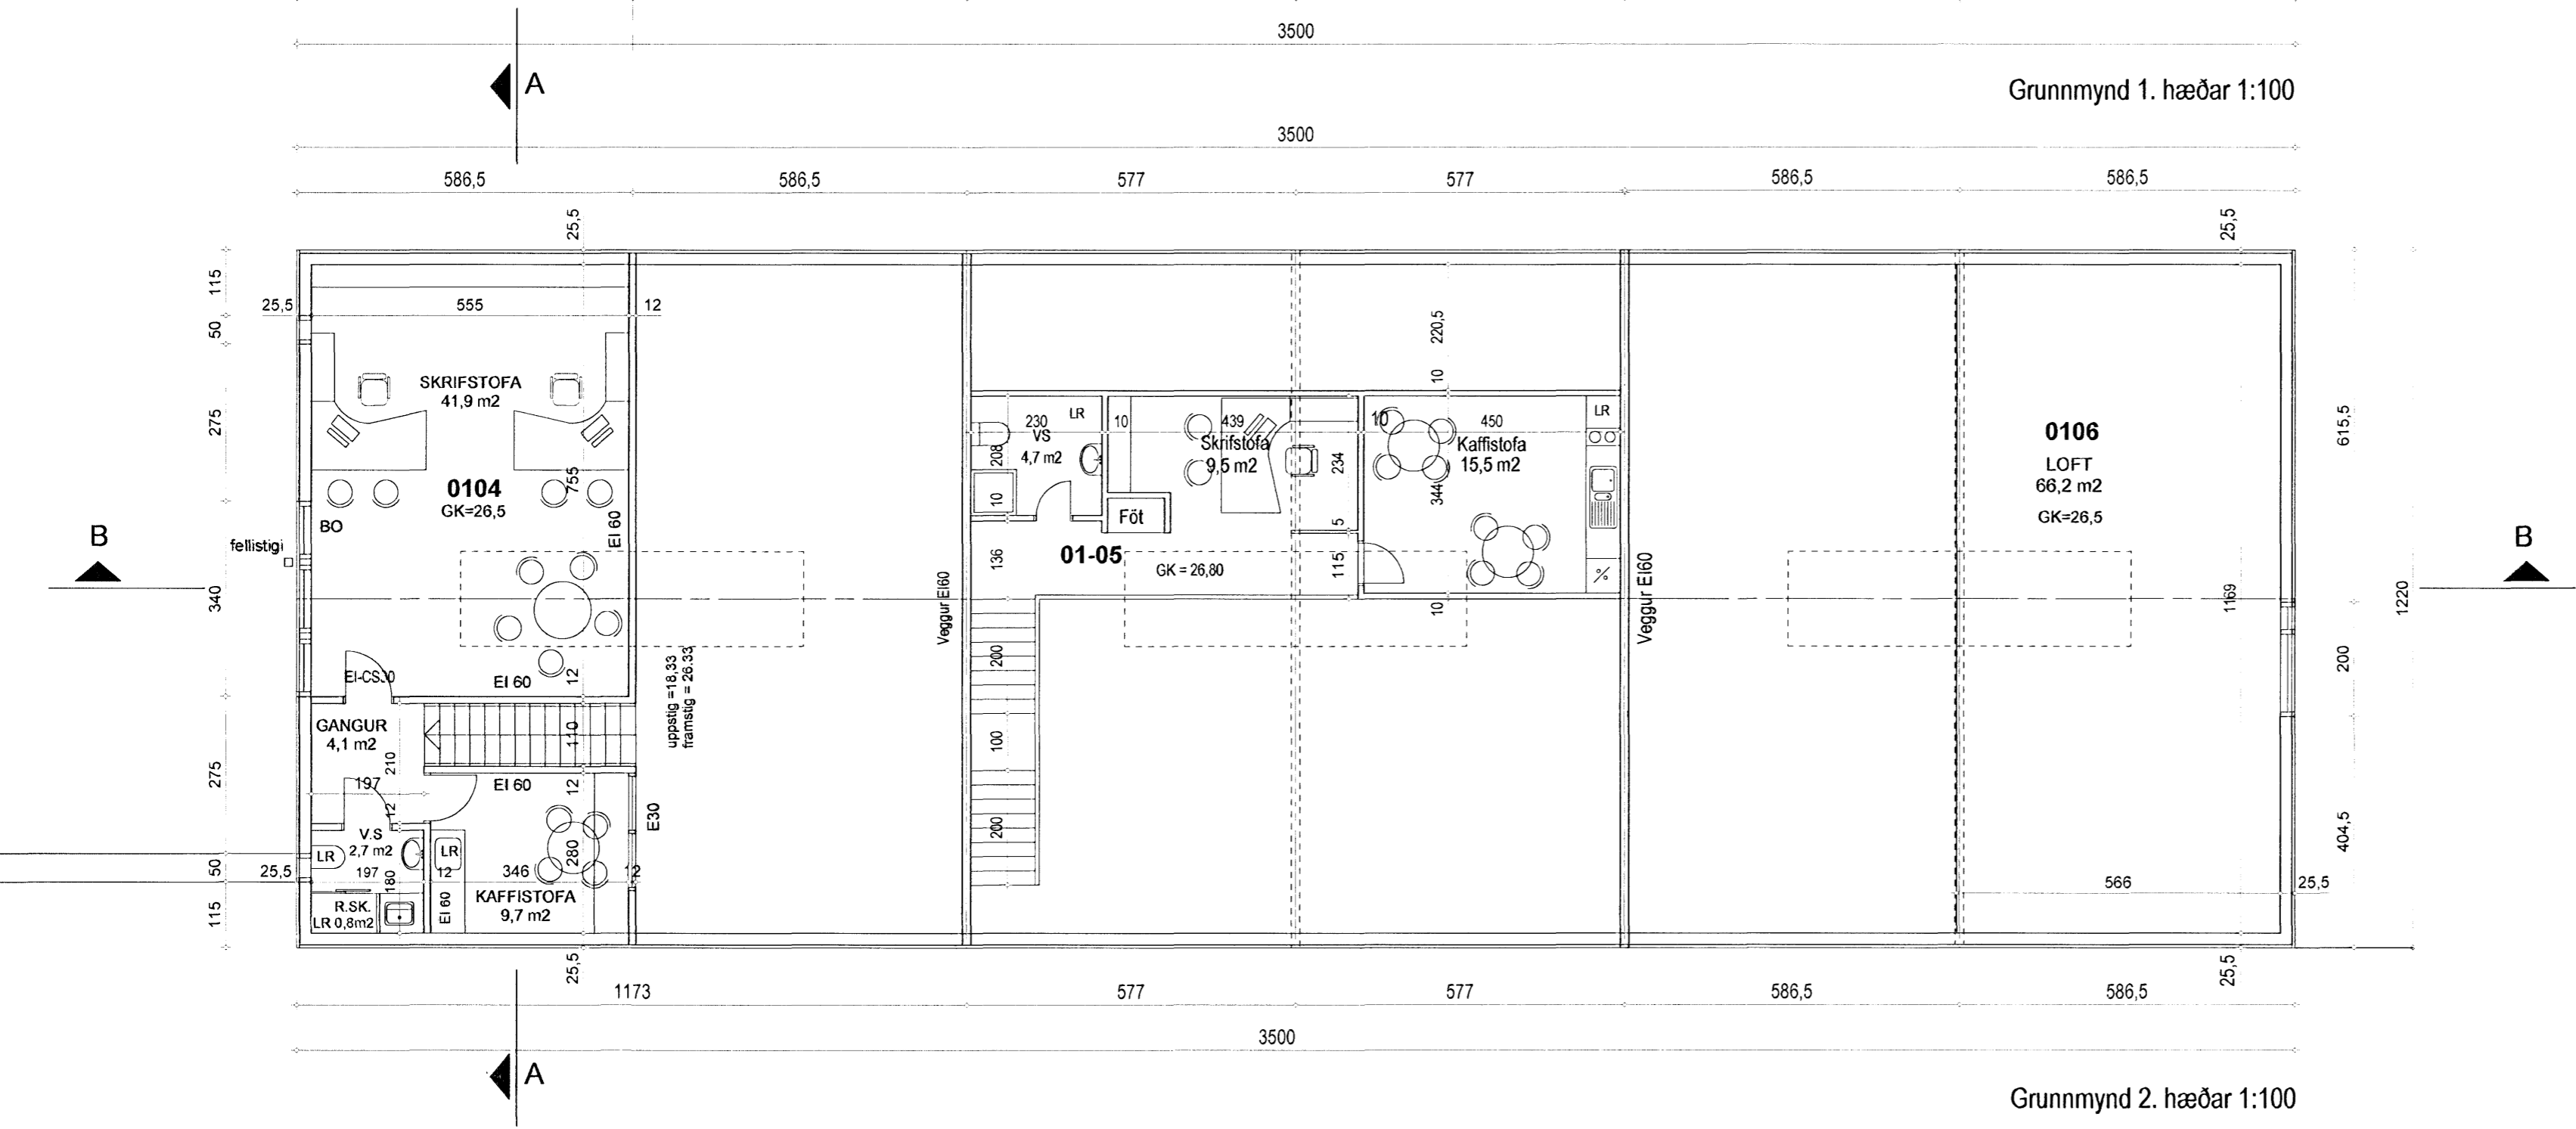 3500
A
Grunnmynd 1. hæðar 1:100
3500
586,5 586,5 577 577 586,5 586,5
25,5 25,5
115
25,5 555 12
50
220,5
10
SKRIFSTOFA
41,9 m2
275
230 LR 10 439 10 450 LR
VS
4,7 m2
208
Skrifstofa
9,5 m2
234
Kaffistofa
15,5 m2
344
0106
LOFT
66,2 m2
GK=26,5
615,5
755
0104
GK=26,5
10
Föt
BO
EI 60
5
B
fellistigi
136
01-05
GK = 26,80
115
Veggur EI60
Veggur EI60
B
340
10
1169
1220
EI-CS30
EI 60
12
uppstig =18,33
framstig = 26.33
200
200
GANGUR
4,1 m2
110
210
100
275
197
EI 60
12
12
E30
V.S
2,7 m2
LR
LR
280
200
404,5
50
25,5 197 180 12 346 12
566 25,5
KAFFISTOFA
9,7 m2
R.SK.
LR 0,8m2
EI 60
115
25,5 25,5
1173 577 577 586,5 586,5
3500
A
Grunnmynd 2. hæðar 1:100